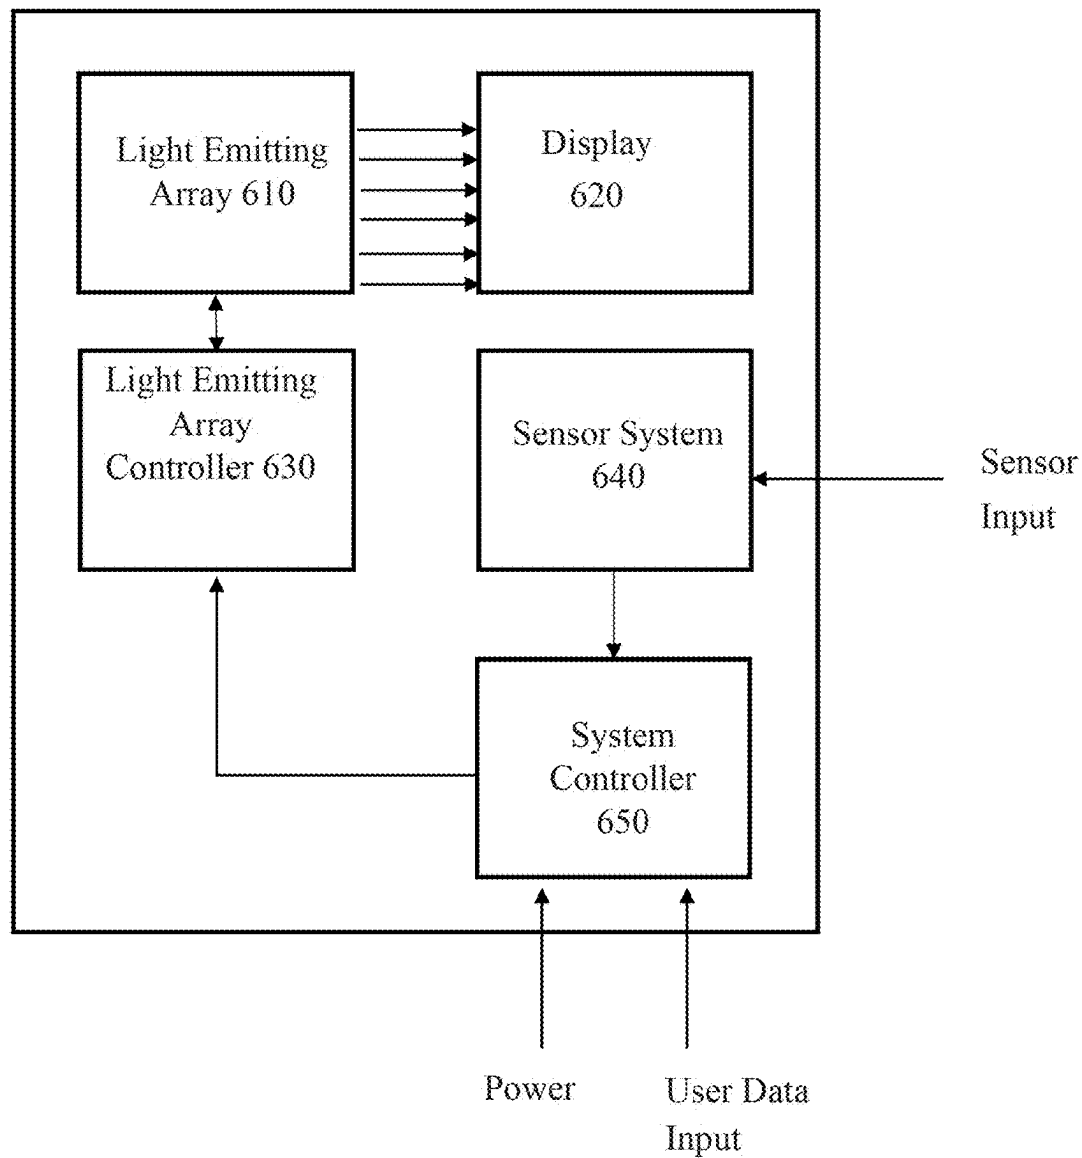 Light Emitting
Array 610
Display
620
Light Emitting
Array
Controller 630
Sensor System
640
Sensor
Input
System
Controller
650
Power
User Data
Input